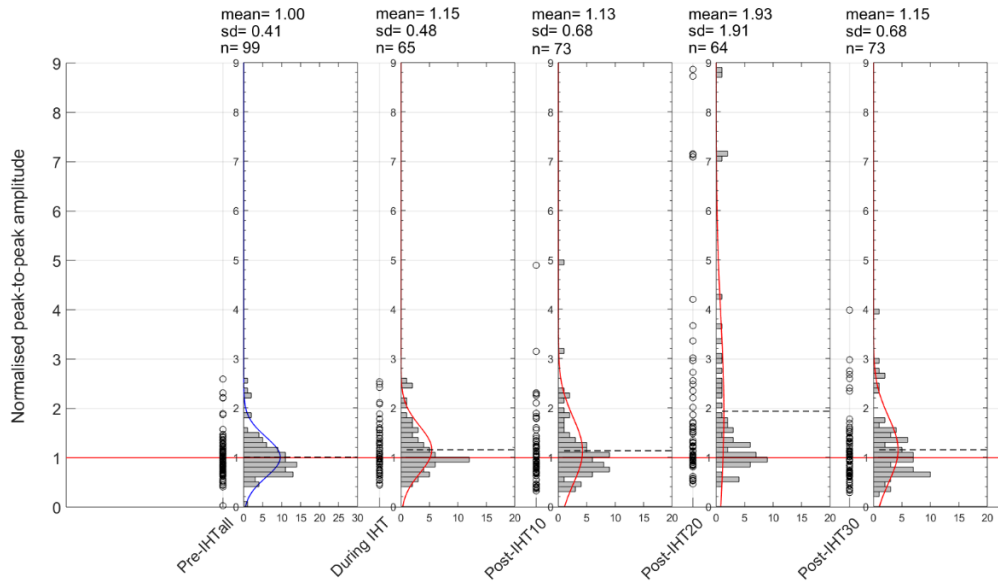 mean= 1.00 mean= 1.15 mean= 1.13 mean= 1.93 mean= 1.15
sd= 0.41 sd= 0.48 sd= 0.68 sd= 1.91 sd= 0.68
n= 99 n= 65 n= 73 n= 64 n= 73
Normalised peak-to-peak amplitude
9 9 9 9 9 9
8 8 8 8 8 8
7 7 7 7 7 7
6 6 6 6 6 6
5 5 5 5 5 5
4 4 4 4 4 4
3 3 3 3 3 3
2 2 2 2 2 2
1 1 1 1 1 1
0 0 0 0 0 0
0 5 10 15 20 25 30 0 5 10 15 20 0 5 10 15 20 0 5 10 15 20 0 5 10 15 20
Pre-IHTall During IHT Post-IHT10 Post-IHT20 Post-IHT30